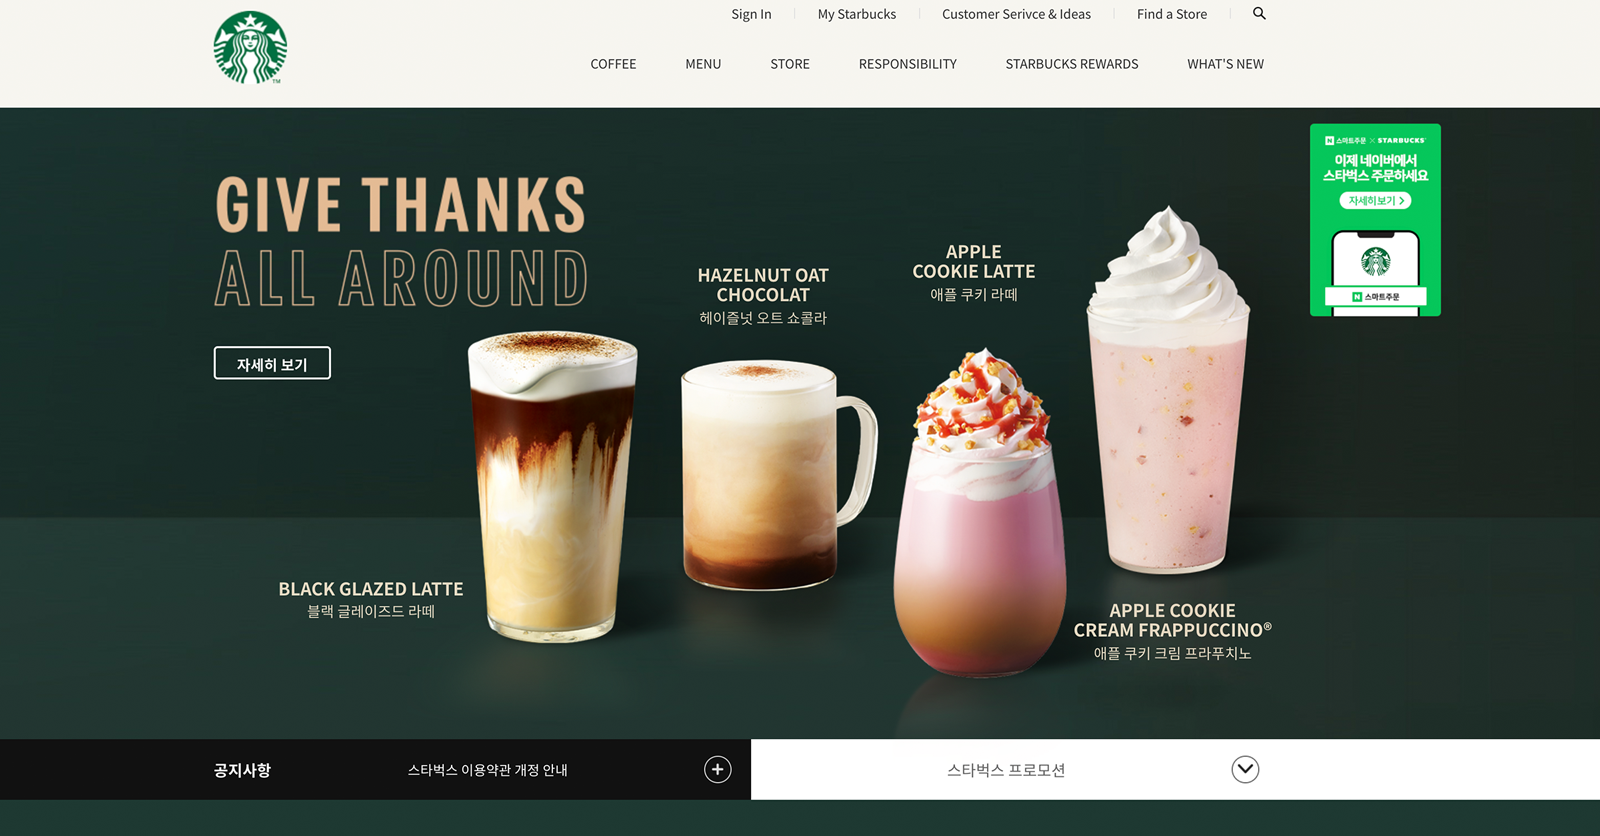 Sign In
My Starbucks
Customer Serivce & Ideas
Find a Store
COFFEE
MENU
STORE
RESPONSIBILITY
STARBUCKS REWARDS
WHAT'S NEW
TM
GIVE THANKS
ALL AROUND
자세히 보기
BLACK GLAZED LATTE
블랙 글레이즈드 라떼
HAZELNUT OAT
CHOCOLAT
헤이즐넛 오트 쇼콜라
APPLE
COOKIE LATTE
애플 쿠키 라떼
APPLE COOKIE
CREAM FRAPPUCCINO®
애플 쿠키 크림 프라푸치노
N 스마트주문 × STARBUCKS
이제 네이버에서
스타벅스 주문하세요
자세히보기 >
N 스마트주문
공지사항
스타벅스 이용약관 개정 안내
스타벅스 프로모션